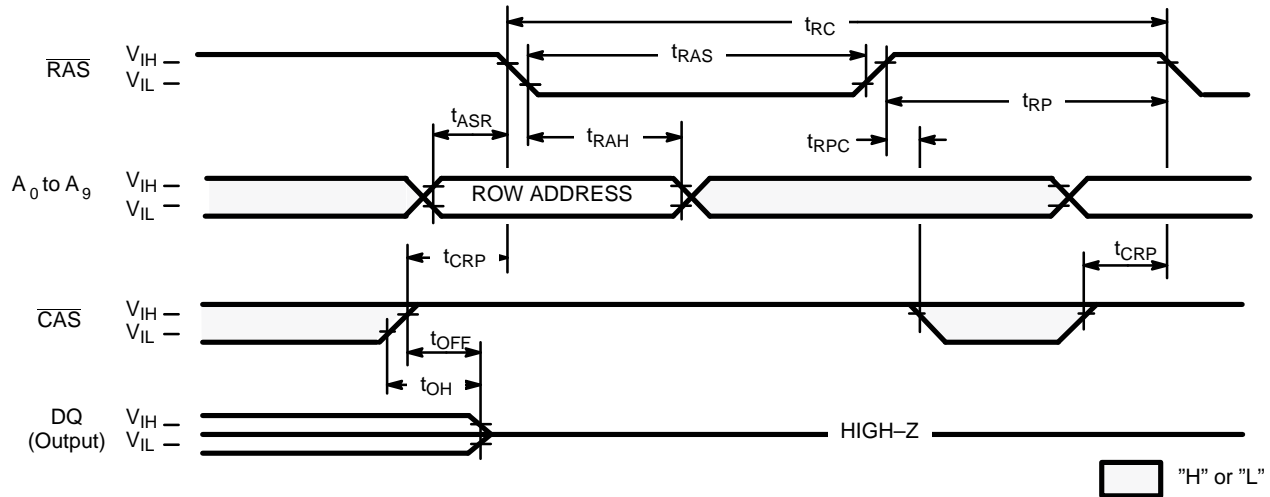 tRC
RAS
VIH
VIL
tRAS
tRP
tASR
tRAH
tRPC
A0 to A9
VIH
VIL
ROW ADDRESS
tCRP
tCRP
CAS
VIH
VIL
tOFF
tOH
DQ
(Output)
VIH
VIL
HIGH–Z
”H” or ”L”